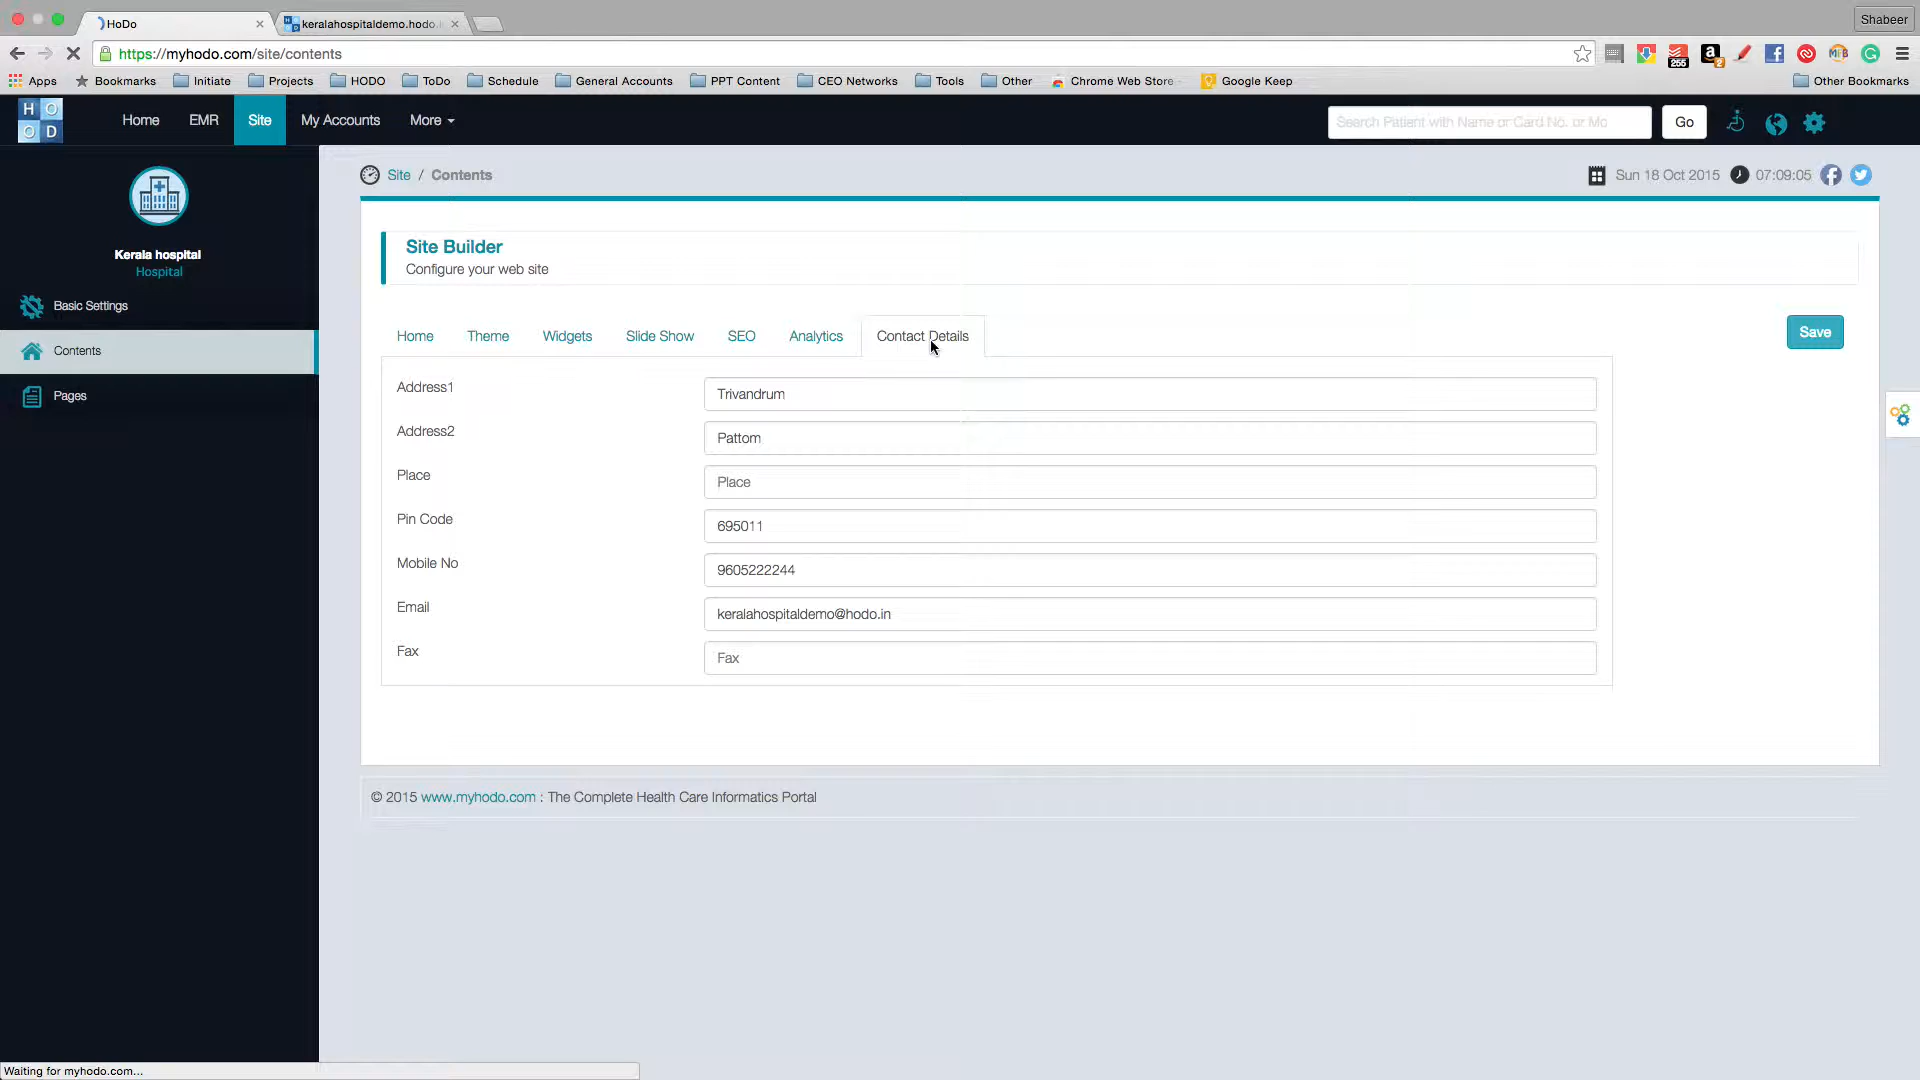 HoDo
keralahospitaldemo.hodo.i
Shabeer
https://myhodo.com/site/contents
255
2
Apps
Bookmarks
Initiate
Projects
HODO
ToDo
Schedule
General Accounts
PPT Content
CEO Networks
Tools
Other
Chrome Web Store
Google Keep
Other Bookmarks
H O
O D
Home
EMR
Site
My Accounts
More
Search Patient with Name or Card No. or Mo
Go
Kerala hospital
Hospital
Basic Settings
Contents
Pages
Site / Contents
Sun 18 Oct 2015
07:09:05
Site Builder
Configure your web site
Home
Theme
Widgets
Slide Show
SEO
Analytics
Contact Details
Save
Address1
Trivandrum
Address2
Pattom
Place
Place
Pin Code
695011
Mobile No
9605222244
Email
keralahospitaldemo@hodo.in
Fax
Fax
© 2015 www.myhodo.com : The Complete Health Care Informatics Portal
Waiting for myhodo.com...